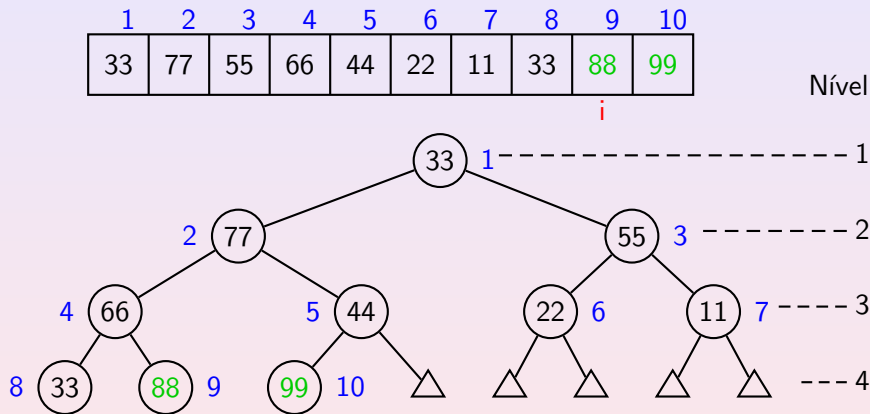 1 2 3 4 5 6 7 8 9 10
33 77 55 66 44 22 11 33 88 99
Nível
i
33 1 1
2 77 55 3 2
4 66 5 44 22 6 11 7 3
8 33 88 9 99 10 4